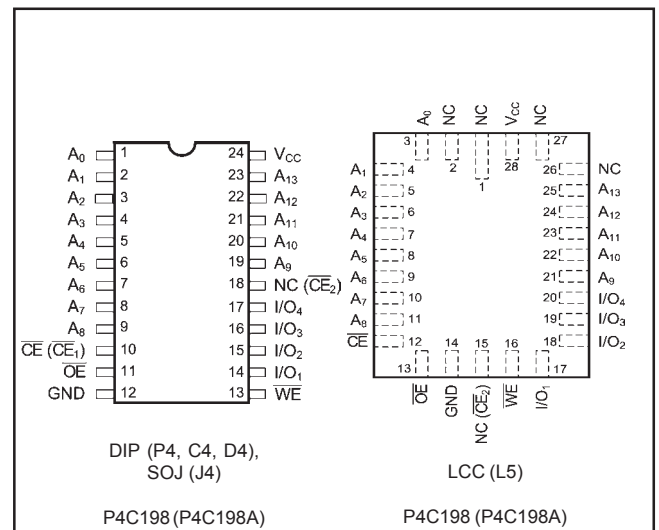 A0 1 24 VCC
A1 2 23 A13
A2 3 22 A12
A3 4 21 A11
A4 5 20 A10
A5 6 19 A9
A6 7 18 NC (CE2)
A7 8 17 I/O4
A8 9 16 I/O3
CE (CE1) 10 15 I/O2
OE 11 14 I/O1
GND 12 13 WE
DIP (P4, C4, D4),
SOJ (J4)
P4C198 (P4C198A)
A0 NC NC VCC NC
3 2 1 28 27
A1 4 26 NC
A2 5 25 A13
A3 6 24 A12
A4 7 23 A11
A5 8 22 A10
A6 9 21 A9
A7 10 20 I/O4
A8 11 19 I/O3
CE 12 18 I/O2
13 14 15 16 17
OE GND NC (CE2) WE I/O1
LCC (L5)
P4C198 (P4C198A)